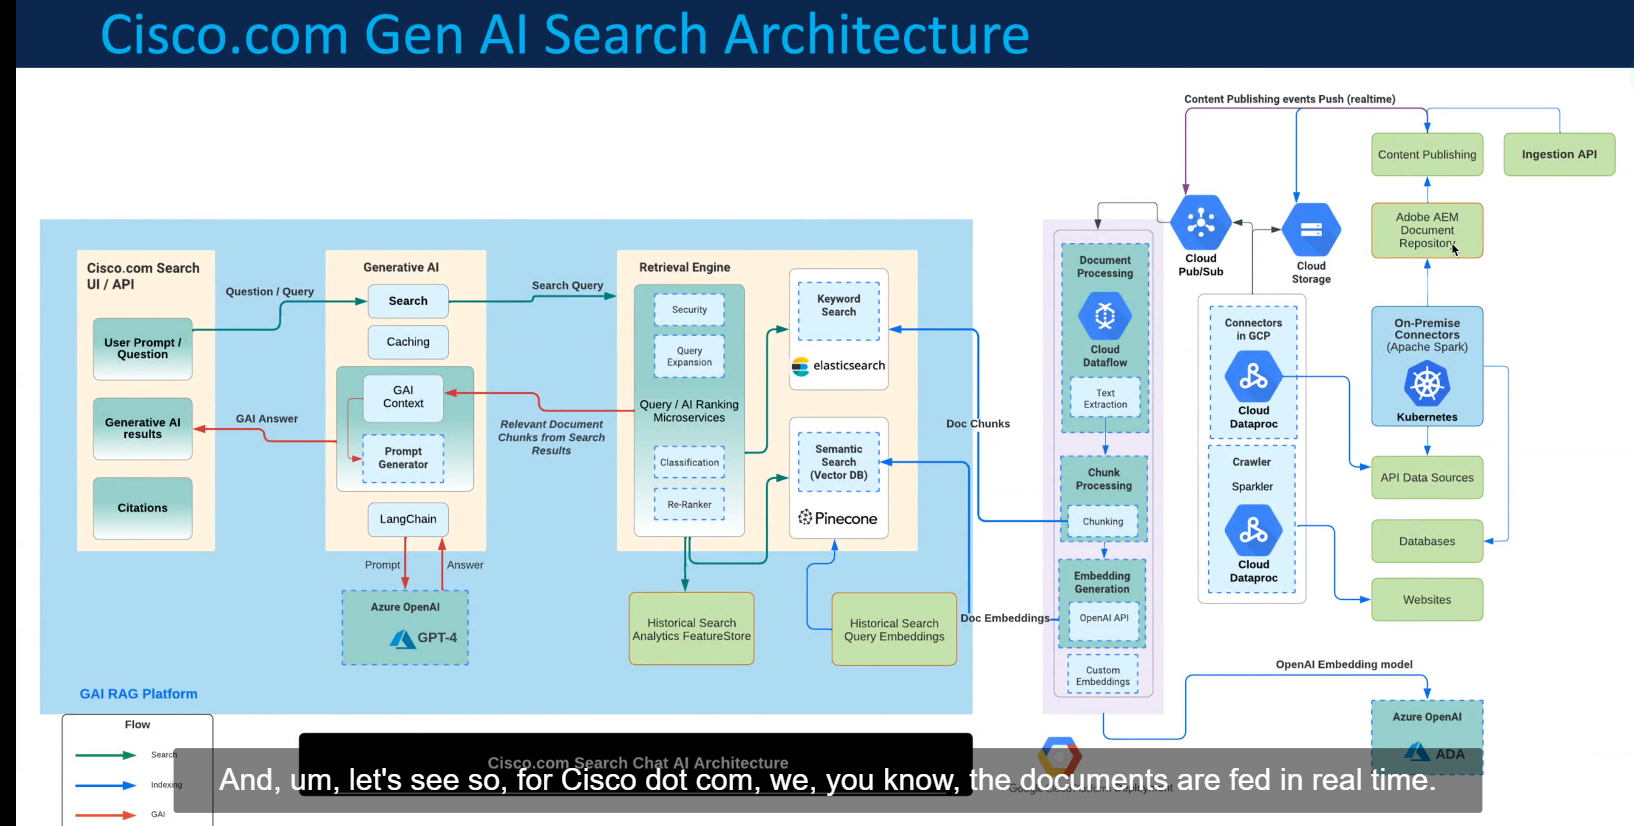 Cisco.com Gen AI Search Architecture
Content Publishing events Push (realtime)
Content Publishing
Ingestion API
Adobe AEM
Document
Repository
Cloud
Pub/Sub
Cloud
Storage
Cisco.com Search
UI / API
User Prompt /
Question
Generative AI
results
Citations
Question / Query
GAI Answer
Generative AI
Search
Caching
GAI
Context
Prompt
Generator
LangChain
Prompt
Answer
Azure OpenAI
GPT-4
Search Query
Relevant Document
Chunks from Search
Results
Retrieval Engine
Security
Query
Expansion
Query / AI Ranking
Microservices
Classification
Re-Ranker
Keyword
Search
elasticsearch
Semantic
Search
(Vector DB)
Pinecone
Historical Search
Analytics FeatureStore
Historical Search
Query Embeddings
Doc Chunks
Doc Embeddings
Document
Processing
Cloud
Dataflow
Text
Extraction
Chunk
Processing
Chunking
Embedding
Generation
OpenAI API
Custom
Embeddings
Connectors
in GCP
Cloud
Dataproc
Crawler
Sparkler
Cloud
Dataproc
On-Premise
Connectors
(Apache Spark)
Kubernetes
API Data Sources
Databases
Websites
OpenAI Embedding model
Azure OpenAI
ADA
GAI RAG Platform
Flow
Search
Indexing
GAI
Cisco.com Search Chat AI Architecture
And, um, let's see so, for Cisco dot com, we, you know, the documents are fed in real time.